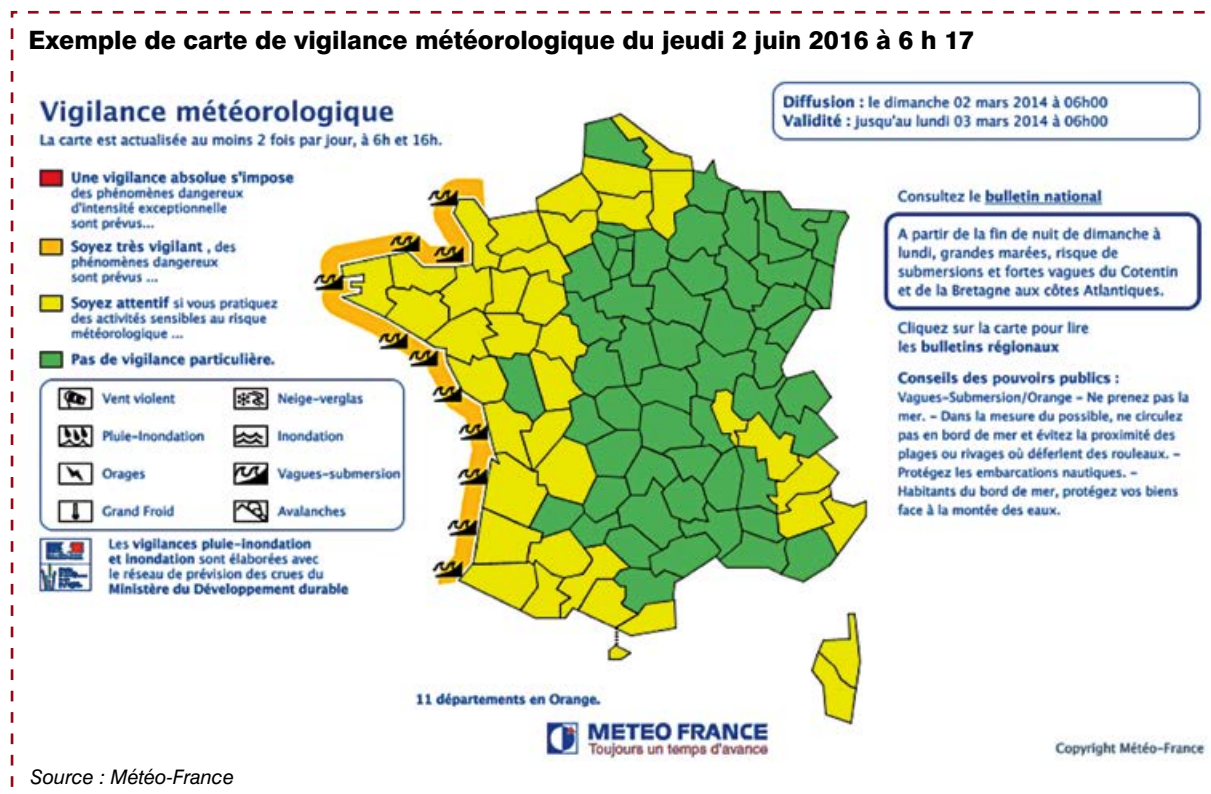 Exemple de carte de vigilance météorologique du jeudi 2 juin 2016 à 6 h 17
Vigilance météorologique
La carte est actualisée au moins 2 fois par jour, à 6h et 16h.
Diffusion : le dimanche 02 mars 2014 à 06h00
Validité : jusqu'au lundi 03 mars 2014 à 06h00
Une vigilance absolue s'impose
des phénomènes dangereux
d'intensité exceptionnelle
sont prévus...
Soyez très vigilant , des
phénomènes dangereux
sont prévus ...
Soyez attentif si vous pratiquez
des activités sensibles au risque
météorologique ...
Pas de vigilance particulière.
Vent violent
Neige-verglas
Pluie-Inondation
Inondation
Orages
Vagues-submersion
Grand Froid
Avalanches
Les vigilances pluie-inondation
et inondation sont élaborées avec
le réseau de prévision des crues du
Ministère du Développement durable
Consultez le bulletin national
A partir de la fin de nuit de dimanche à
lundi, grandes marées, risque de
submersions et fortes vagues du Cotentin
et de la Bretagne aux côtes Atlantiques.
Cliquez sur la carte pour lire
les bulletins régionaux
Conseils des pouvoirs publics :
Vagues-Submersion/Orange - Ne prenez pas la
mer. - Dans la mesure du possible, ne circulez
pas en bord de mer et évitez la proximité des
plages ou rivages où déferlent des rouleaux. -
Protégez les embarcations nautiques. -
Habitants du bord de mer, protégez vos biens
face à la montée des eaux.
11 départements en Orange.
METEO FRANCE
Toujours un temps d'avance
Copyright Météo-France
Source : Météo-France